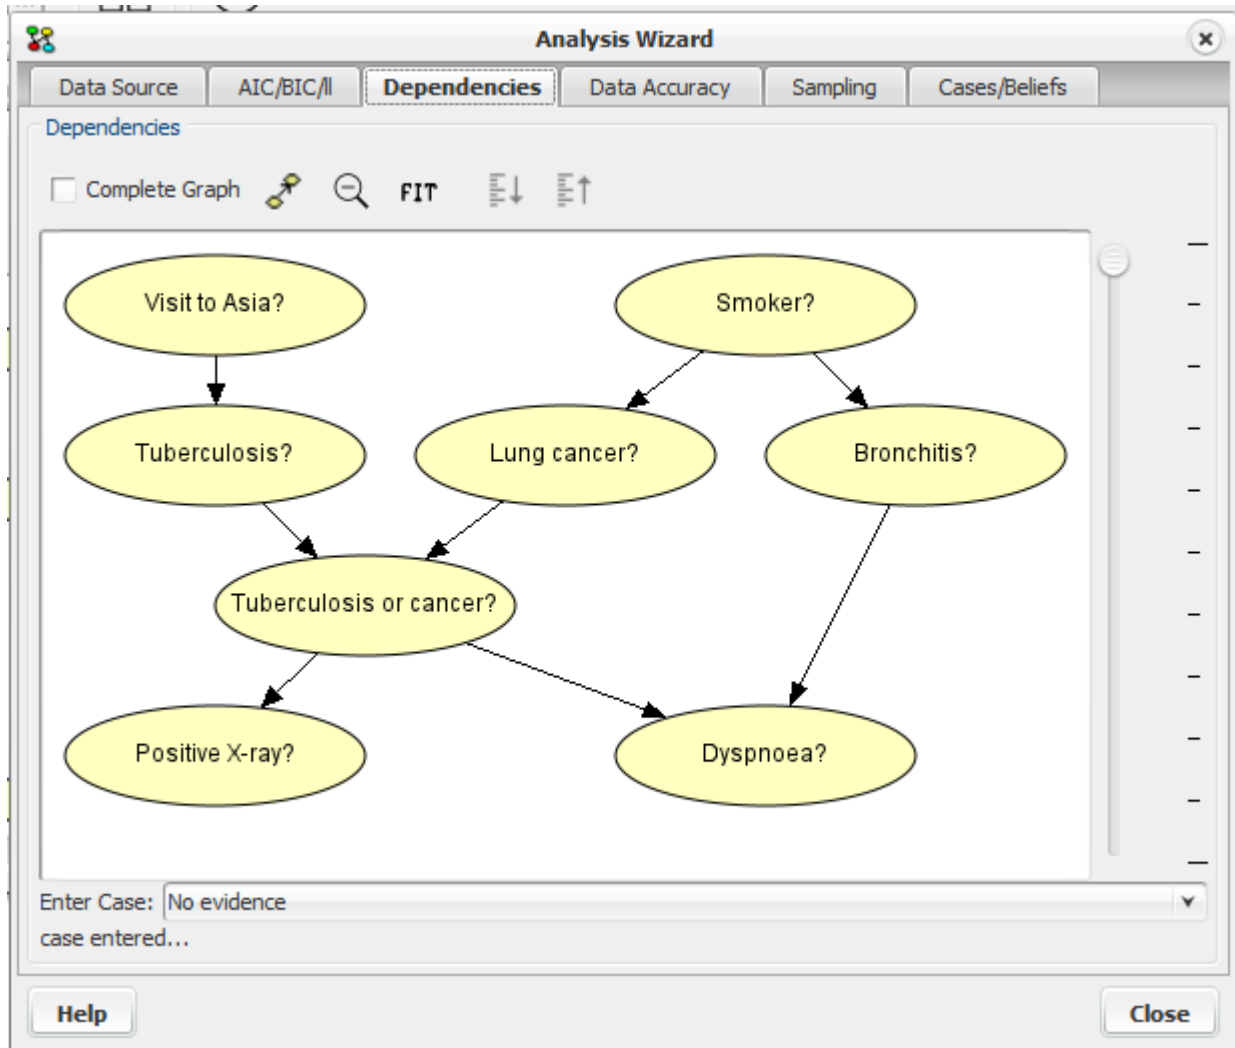 Analysis Wizard
Data Source AIC/BIC/ll Dependencies Data Accuracy Sampling Cases/Beliefs
Dependencies
Complete Graph FIT
Visit to Asia? Smoker?
Tuberculosis? Lung cancer? Bronchitis?
Tuberculosis or cancer?
Positive X-ray? Dyspnoea?
Enter Case: No evidence
case entered...
Help Close